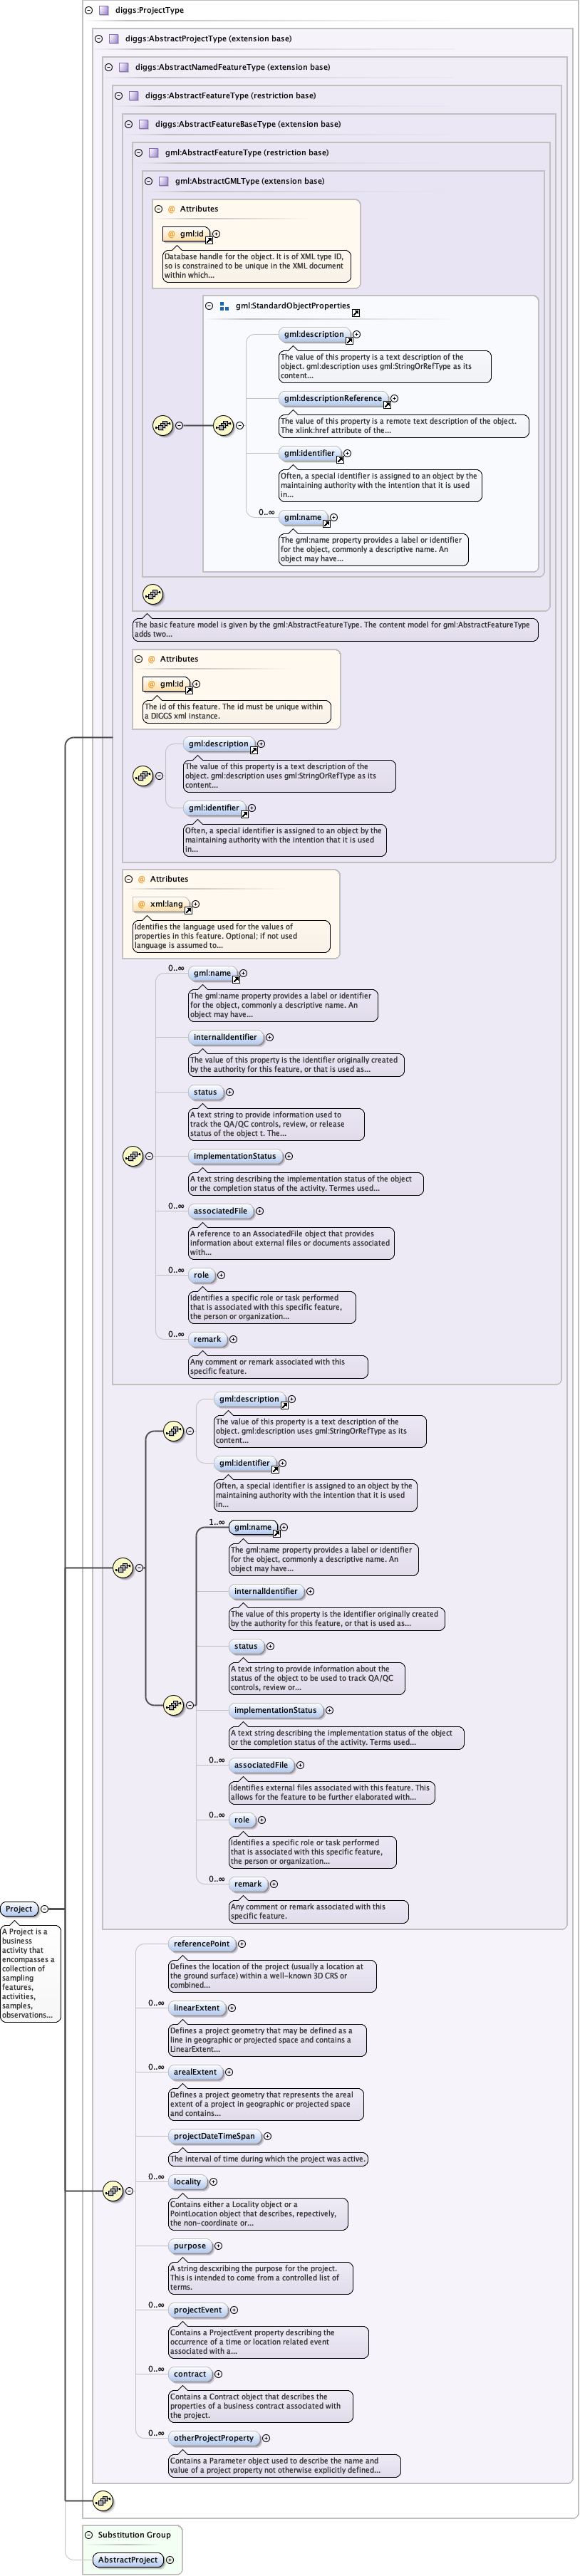 diggs:ProjectType
diggs:AbstractProjectType (extension base)
diggs:AbstractNamedFeatureType (extension base)
diggs:AbstractFeatureType (restriction base)
diggs:AbstractFeatureBaseType (extension base)
gml:AbstractFeatureType (restriction base)
gml:AbstractGMLType (extension base)
@ Attributes
@ gml:id
Database handle for the object. It is of XML type ID,
so is constrained to be unique in the XML document
within which...
gml:StandardObjectProperties
gml:description
The value of this property is a text description of the
object. gml:description uses gml:StringOrRefType as its
content...
gml:descriptionReference
The value of this property is a remote text description of the object.
The xlink:href attribute of the...
gml:identifier
Often, a special identifier is assigned to an object by the
maintaining authority with the intention that it is used
in...
0..∞
gml:name
The gml:name property provides a label or identifier
for the object, commonly a descriptive name. An
object may have...
The basic feature model is given by the gml:AbstractFeatureType. The content model for gml:AbstractFeatureType
adds two...
@ Attributes
@ gml:id
The id of this feature. The id must be unique within
a DIGGS xml instance.
gml:description
The value of this property is a text description of the
object. gml:description uses gml:StringOrRefType as its
content...
gml:identifier
Often, a special identifier is assigned to an object by the
maintaining authority with the intention that it is used
in...
@ Attributes
@ xml:lang
Identifies the language used for the values of
properties in this feature. Optional; if not used
language is assumed to...
0..∞
gml:name
The gml:name property provides a label or identifier
for the object, commonly a descriptive name. An
object may have...
internalIdentifier
The value of this property is the identifier originally created
by the authority for this feature, or that is used as...
status
A text string to provide information used to
track the QA/QC controls, review, or release
status of the object t. The...
implementationStatus
A text string describing the implementation status of the object
or the completion status of the activity. Termes used...
0..∞
associatedFile
A reference to an AssociatedFile object that provides
information about external files or documents associated
with...
0..∞
role
Identifies a specific role or task performed
that is associated with this specific feature,
the person or organization...
0..∞
remark
Any comment or remark associated with this
specific feature.
gml:description
The value of this property is a text description of the
object. gml:description uses gml:StringOrRefType as its
content...
gml:identifier
Often, a special identifier is assigned to an object by the
maintaining authority with the intention that it is used
in...
1..∞
gml:name
The gml:name property provides a label or identifier
for the object, commonly a descriptive name. An
object may have...
internalIdentifier
The value of this property is the identifier originally created
by the authority for this feature, or that is used as...
status
A text string to provide information about the
status of the object to be used to track QA/QC
controls, review or...
implementationStatus
A text string describing the implementation status of the object
or the completion status of the activity. Terms used...
0..∞
associatedFile
Identifies external files associated with this feature. This
allows for the feature to be further elaborated with...
0..∞
role
Identifies a specific role or task performed
that is associated with this specific feature,
the person or organization...
0..∞
remark
Any comment or remark associated with this
specific feature.
Project
A Project is a
business
activity that
encompasses a
collection of
sampling
features,
activities,
samples,
observations...
referencePoint
Defines the location of the project (usually a location at
the ground surface) within a well-known 3D CRS or
combined...
0..∞
linearExtent
Defines a project geometry that may be defined as a
line in geographic or projected space and contains a
LinearExtent...
0..∞
arealExtent
Defines a project geometry that represents the areal
extent of a project in geographic or projected space
and contains...
projectDateTimeSpan
The interval of time during which the project was active.
0..∞
locality
Contains either a Locality object or a
PointLocation object that describes, repectively,
the non-coordinate or...
purpose
A string descxribing the purpose for the project.
This is intended to come from a controlled list of
terms.
0..∞
projectEvent
Contains a ProjectEvent property describing the
occurrence of a time or location related event
associated with a...
0..∞
contract
Contains a Contract object that describes the
properties of a business contract associated with
the project.
0..∞
otherProjectProperty
Contains a Parameter object used to describe the name and
value of a project property not otherwise explicitly defined...
Substitution Group
AbstractProject